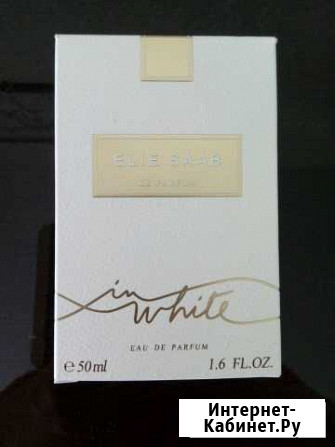 ELIE SAAB
LE PARFUM
in white
EAU DE PARFUM
℮ 50ml 1.6 FL.OZ.
Интернет-
Кабинет.Ру